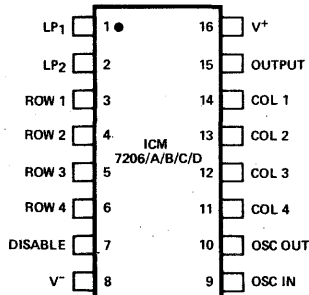 LP1 1 16 V+
LP2 2 15 OUTPUT
ROW 1 3 14 COL 1
ROW 2 4 13 COL 2
ICM
7206/A/B/C/D
ROW 3 5 12 COL 3
ROW 4 6 11 COL 4
DISABLE 7 10 OSC OUT
V- 8 9 OSC IN